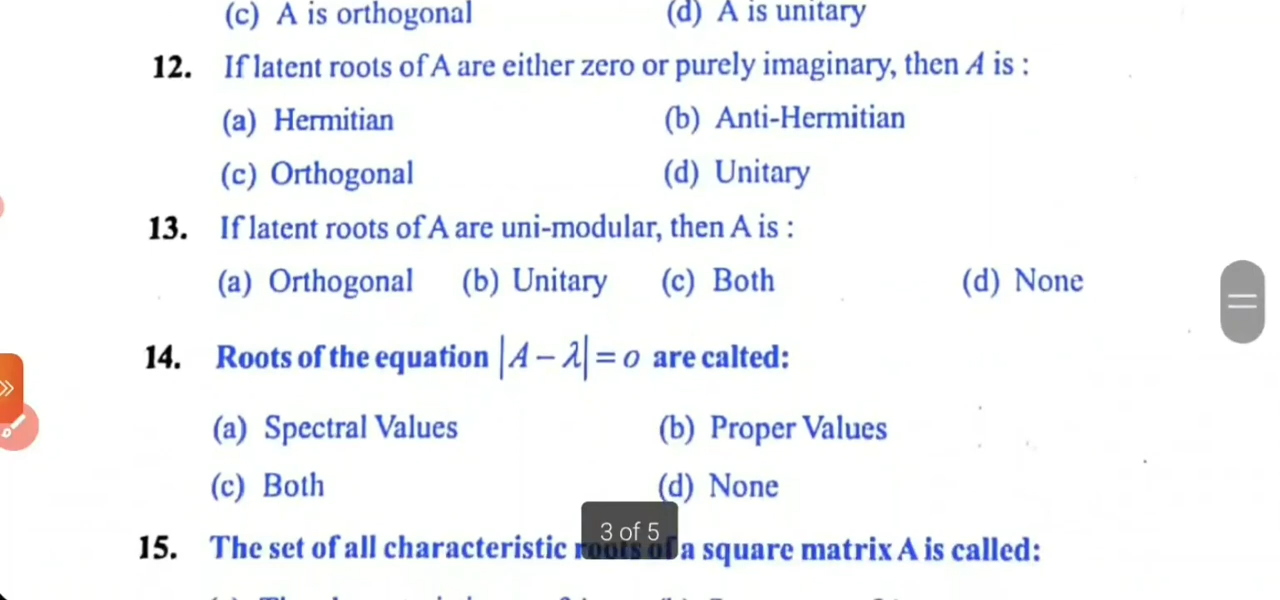 (c) A is orthogonal (d) A is unitary
12. If latent roots of A are either zero or purely imaginary, then A is :
(a) Hermitian (b) Anti-Hermitian
(c) Orthogonal (d) Unitary
13. If latent roots of A are uni-modular, then A is :
(a) Orthogonal (b) Unitary (c) Both (d) None
14. Roots of the equation |A − λ| = o are calted:
(a) Spectral Values (b) Proper Values
(c) Both (d) None
3 of 5
15. The set of all characteristic roots of a square matrix A is called: